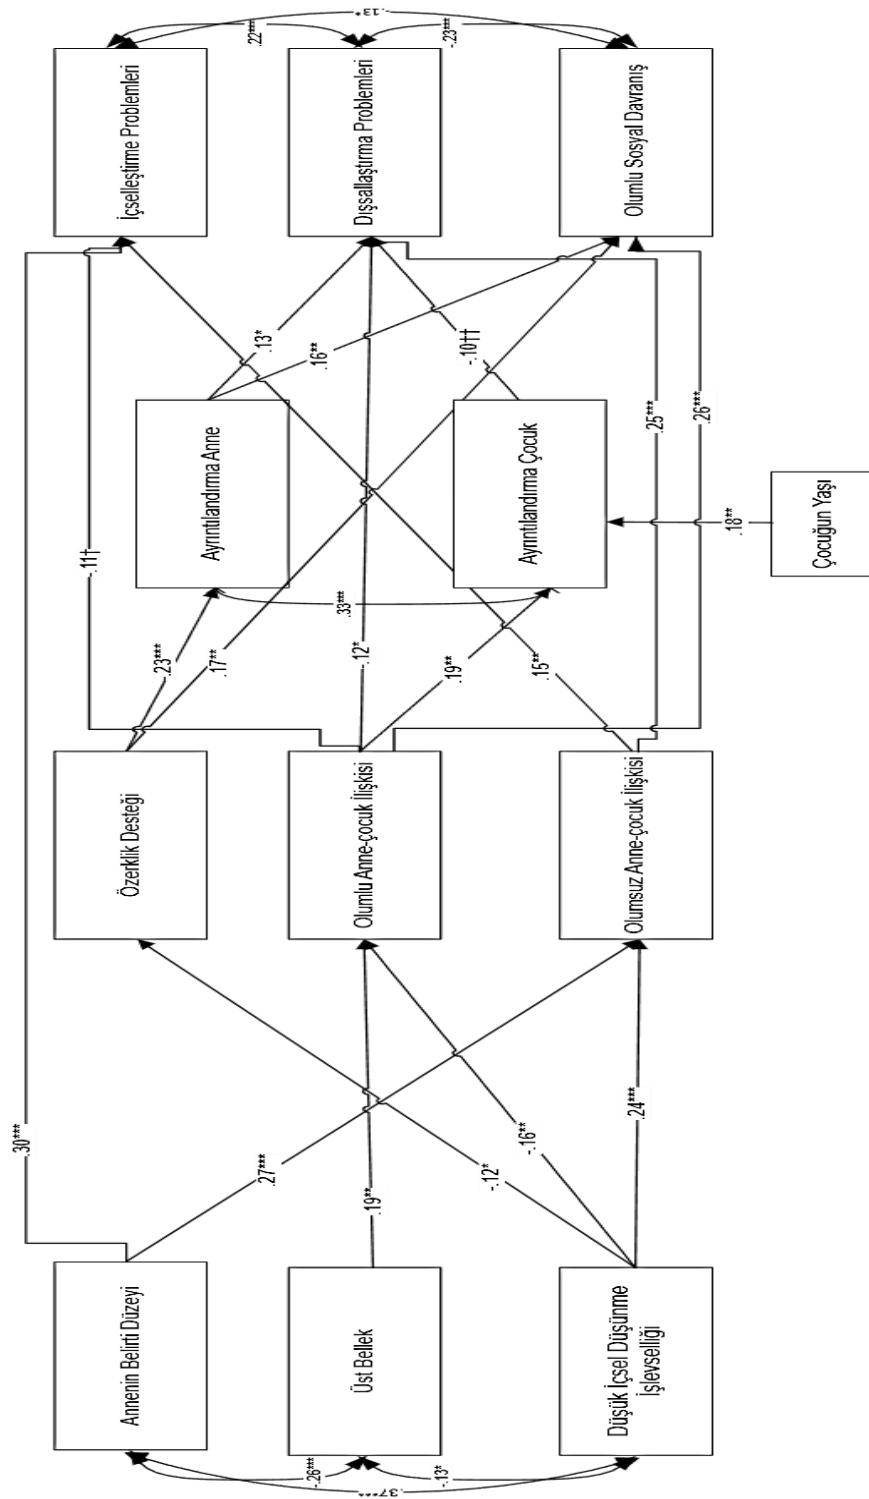 Annenin Belirti Düzeyi
Üst Bellek
Düşük İçsel Düşünme
İşlevselliği
-.26***
-.13*
.37***
.30***
.27***
.19**
-.12*
-.16**
.24***
Özerklik Desteği
Olumlu Anne-çocuk İlişkisi
Olumsuz Anne-çocuk İlişkisi
-.11†
.23***
.17**
-.12*
.19**
.15**
.25***
.26***
Ayrıntılandırma Anne
Ayrıntılandırma Çocuk
.33***
.18**
Çocuğun Yaşı
.13*
.16**
-.10††
İçselleştirme Problemleri
Dışsallaştırma Problemleri
Olumlu Sosyal Davranış
.22***
-.23***
-.13*